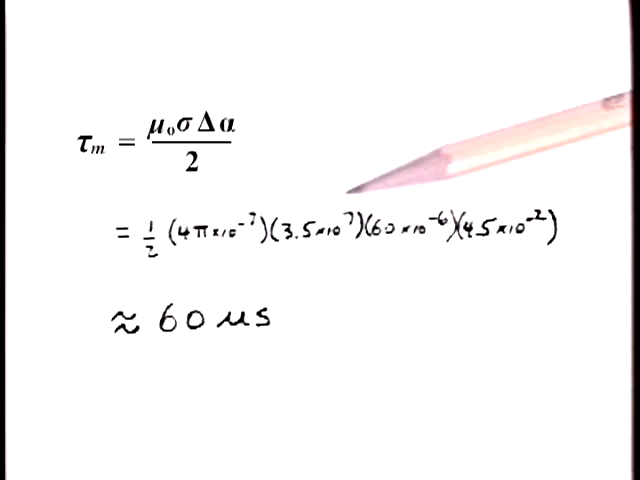 τₘ = μ₀σΔa / 2
= 1/2 (4π×10⁻⁷)(3.5×10⁷)(60×10⁻⁶)(4.5×10⁻²)
≈ 60 μs